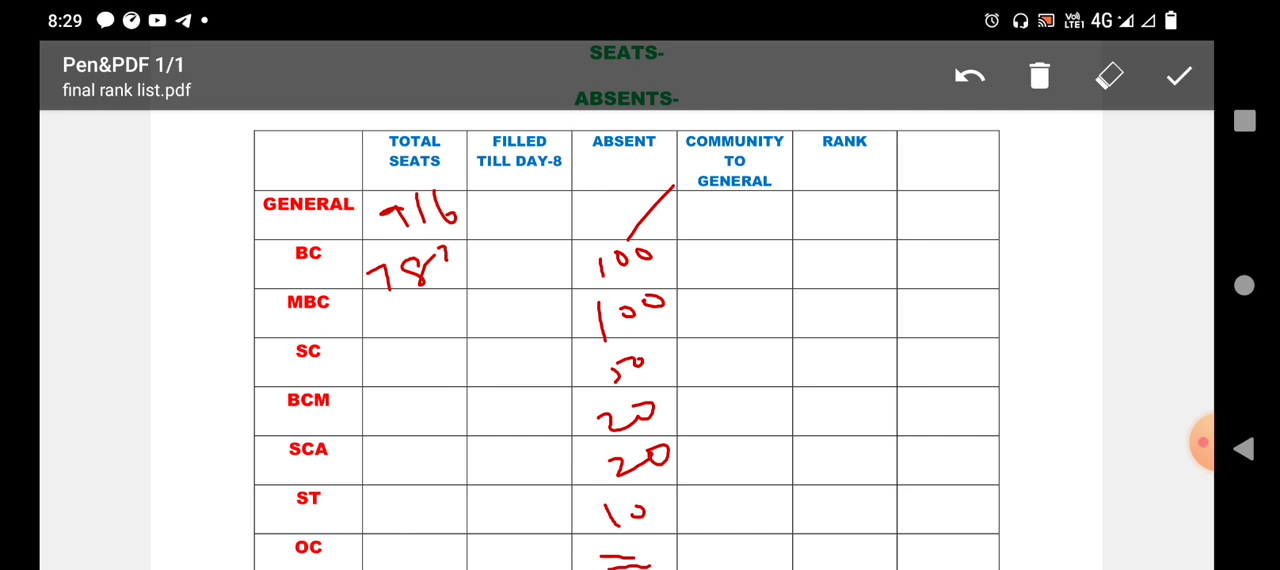 8:29
VoLTE1 4G
SEATS-
Pen&PDF 1/1
final rank list.pdf
ABSENTS-
TOTAL SEATS FILLED TILL DAY-8 ABSENT COMMUNITY TO GENERAL RANK
GENERAL 916
BC 787 100
MBC 100
SC 50
BCM 20
SCA 20
ST 10
OC